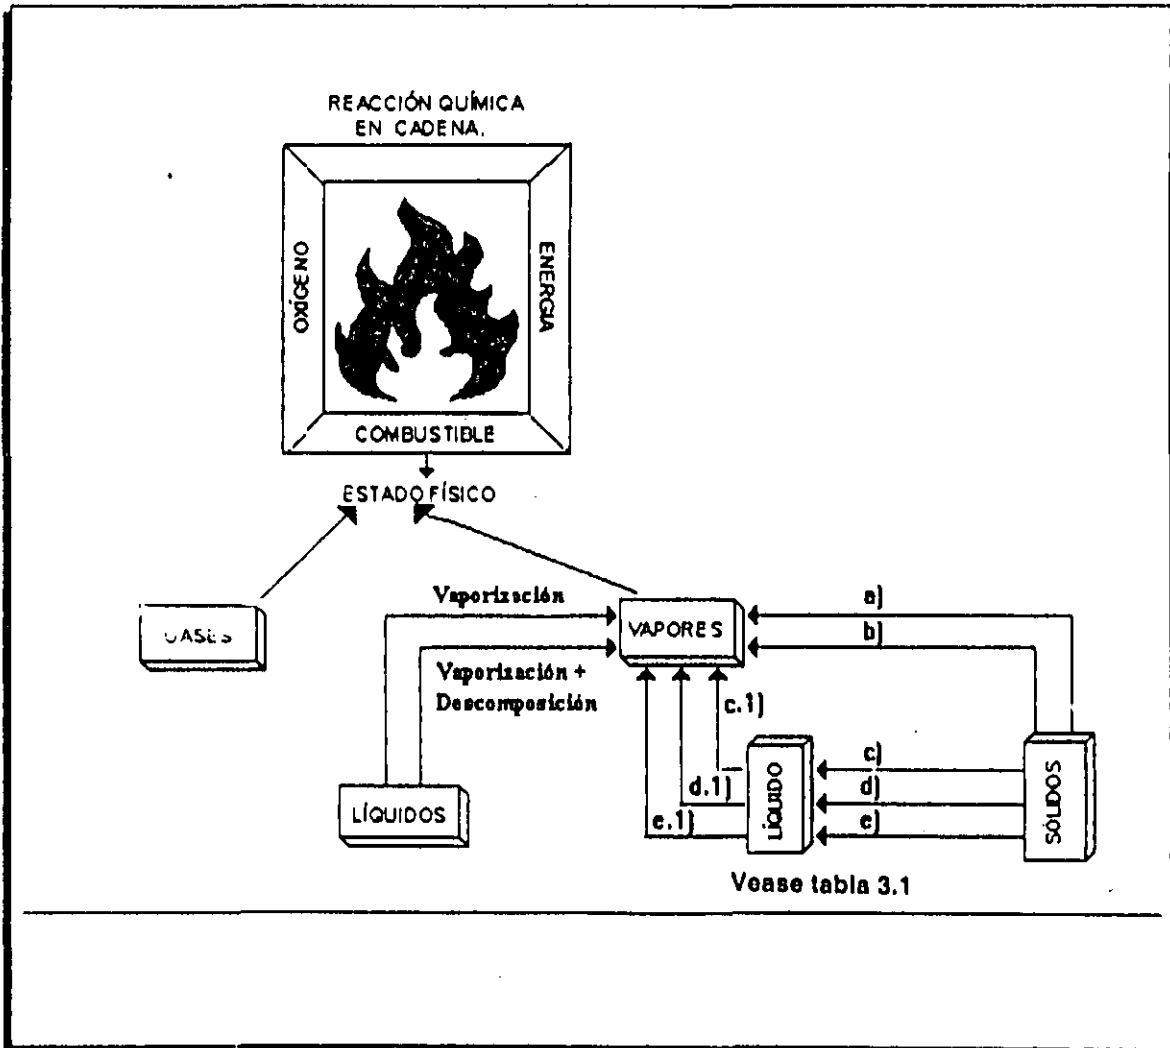 REACCIÓN QUÍMICA
EN CADENA.
OXÍGENO
ENERGIA
COMBUSTIBLE
ESTADO FÍSICO
GASES
Vaporización
VAPORES
a)
b)
Vaporización +
Descomposición
c.1)
d.1)
e.1)
LÍQUIDOS
LÍQUIDO
c)
d)
e)
SÓLIDOS
Vease tabla 3.1